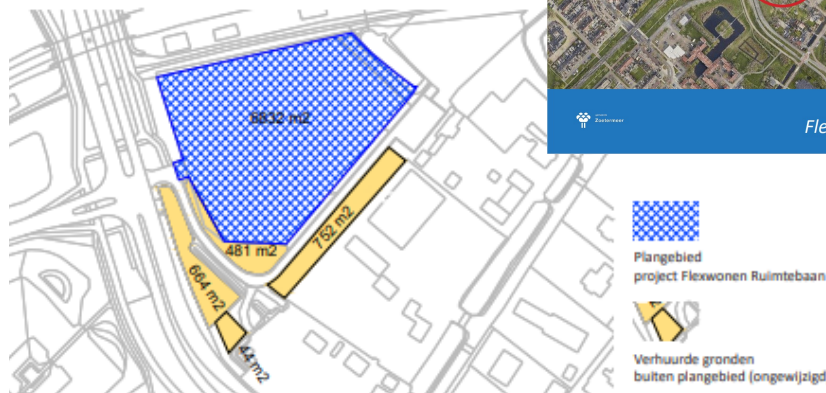 6832 m2
752 m2
481 m2
664 m2
44 m2
Zoetermeer
Fle
Plangebied
project Flexwonen Ruimtebaan
Verhuurde gronden
buiten plangebied (ongewijzigd